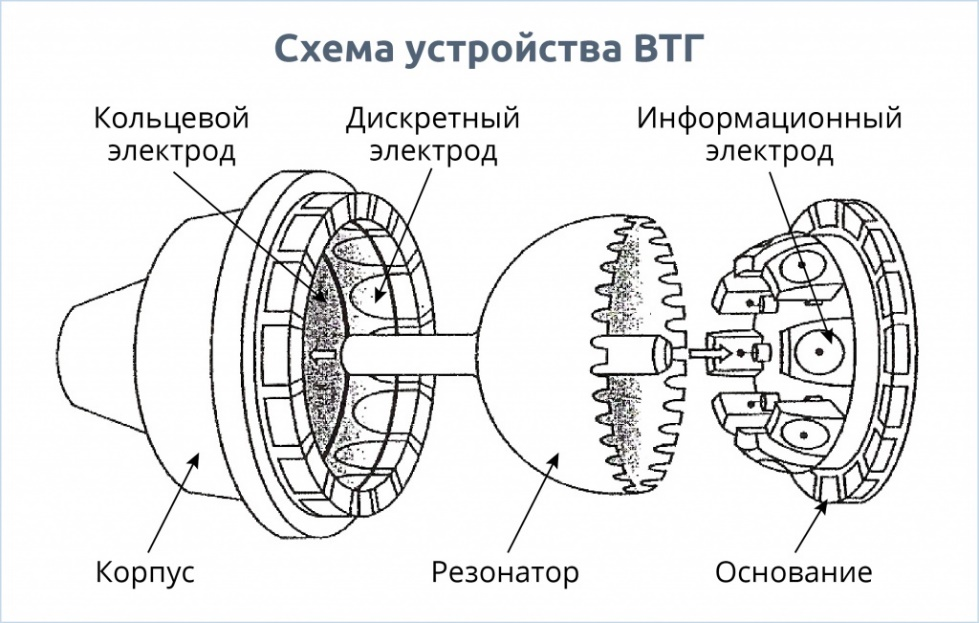 Схема устройства ВТГ
Кольцевой
электрод
Дискретный
электрод
Информационный
электрод
Корпус
Резонатор
Основание